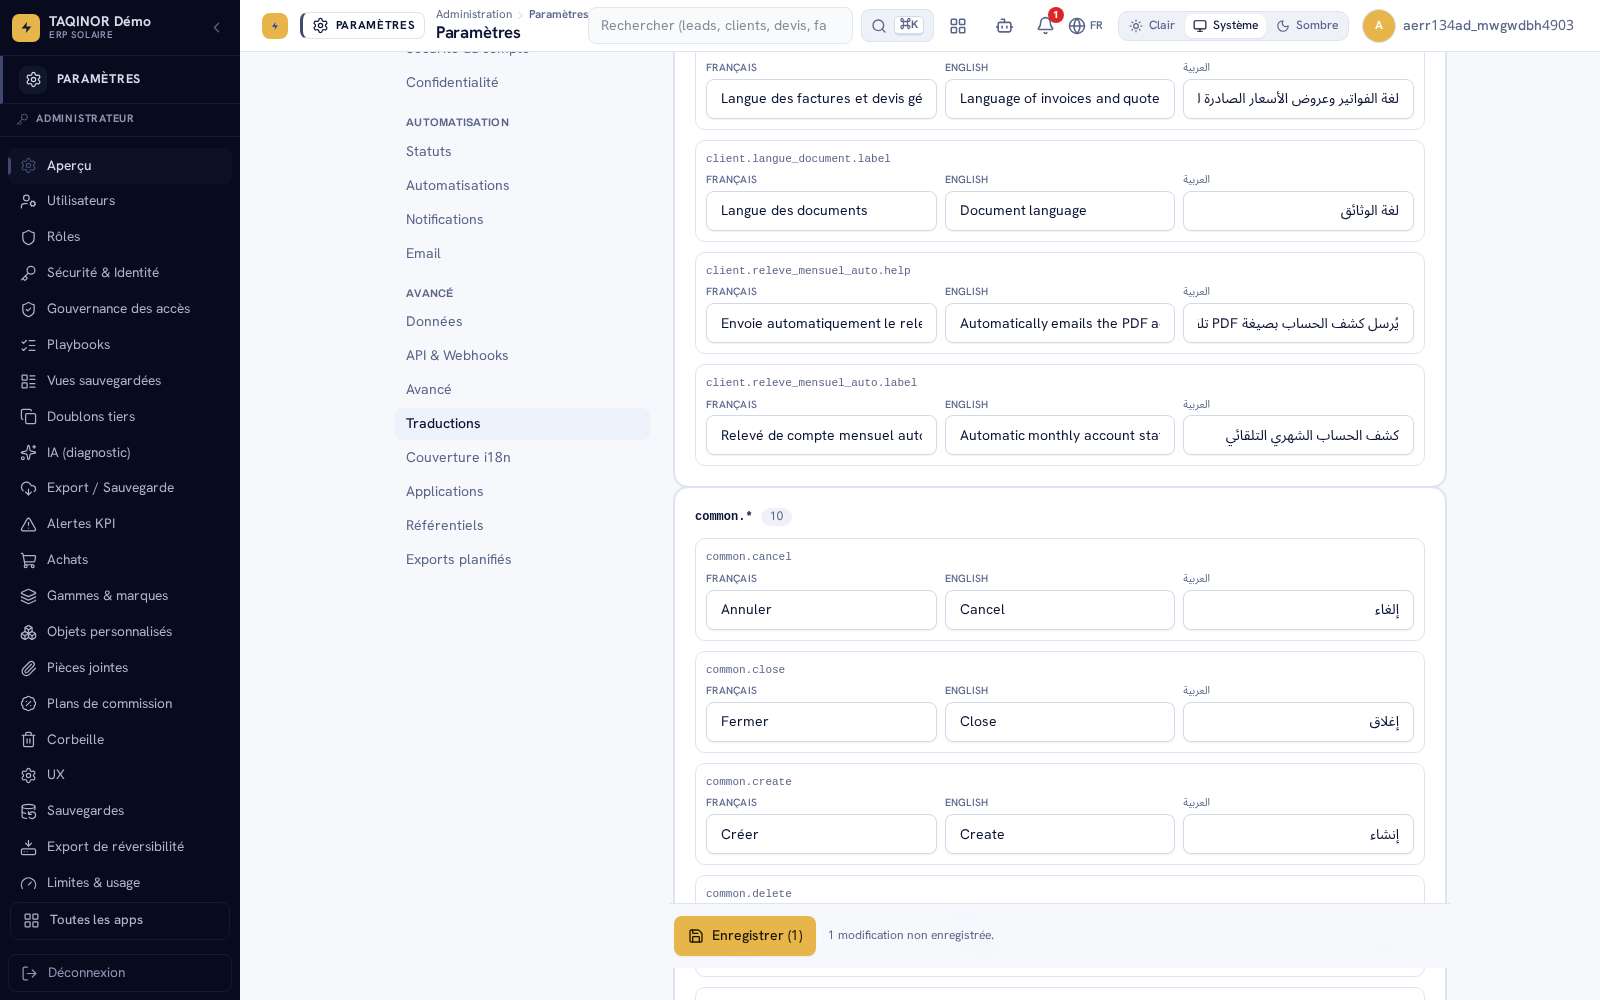 TAQINOR Démo
ERP SOLAIRE
PARAMÈTRES
ADMINISTRATEUR
Aperçu
Utilisateurs
Rôles
Sécurité & Identité
Gouvernance des accès
Playbooks
Vues sauvegardées
Doublons tiers
IA (diagnostic)
Export / Sauvegarde
Alertes KPI
Achats
Gammes & marques
Objets personnalisés
Pièces jointes
Plans de commission
Corbeille
UX
Sauvegardes
Export de réversibilité
Limites & usage
Toutes les apps
Déconnexion
PARAMÈTRES
Administration > Paramètres
Paramètres
Rechercher (leads, clients, devis, fa
⌘K
1
FR
Clair
Système
Sombre
A
aerr134ad_mwgwdbh4903
Confidentialité
AUTOMATISATION
Statuts
Automatisations
Notifications
Email
AVANCÉ
Données
API & Webhooks
Avancé
Traductions
Couverture i18n
Applications
Référentiels
Exports planifiés
FRANÇAIS ENGLISH العربية
Langue des factures et devis gé Language of invoices and quote لغة الفواتير وعروض الأسعار الصادرة
client.langue_document.label
FRANÇAIS ENGLISH العربية
Langue des documents Document language لغة الوثائق
client.releve_mensuel_auto.help
FRANÇAIS ENGLISH العربية
Envoie automatiquement le rele Automatically emails the PDF a يُرسل كشف الحساب بصيغة PDF تلق
client.releve_mensuel_auto.label
FRANÇAIS ENGLISH العربية
Relevé de compte mensuel auto Automatic monthly account stat كشف الحساب الشهري التلقائي
common.* 10
common.cancel
FRANÇAIS ENGLISH العربية
Annuler Cancel إلغاء
common.close
FRANÇAIS ENGLISH العربية
Fermer Close إغلاق
common.create
FRANÇAIS ENGLISH العربية
Créer Create إنشاء
common.delete
Enregistrer (1) 1 modification non enregistrée.